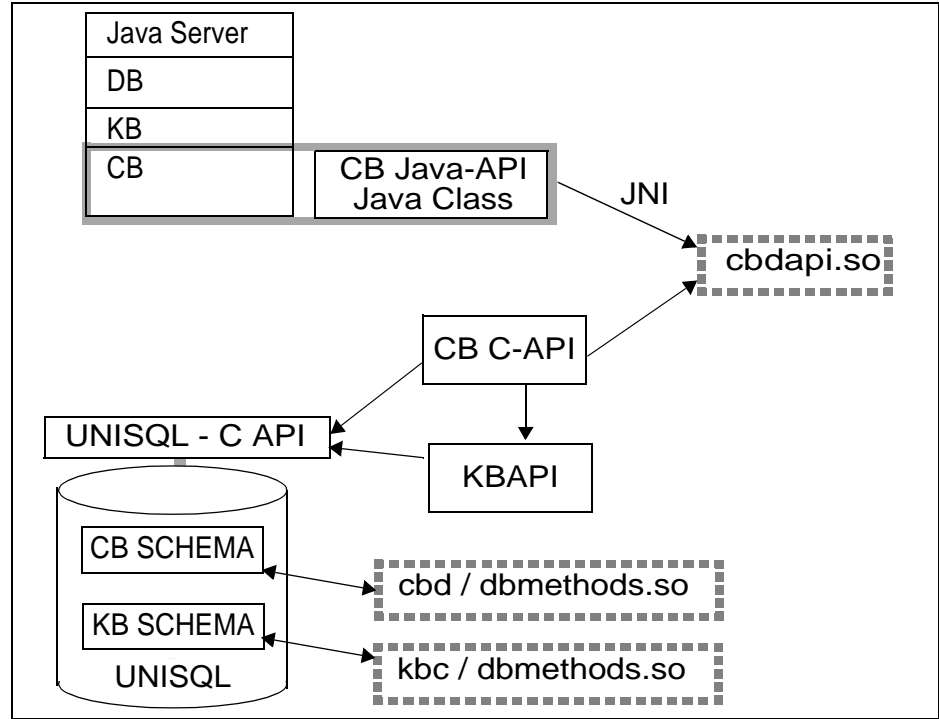 Java Server
DB
KB
CB
CB Java-API
Java Class
JNI
cbdapi.so
CB C-API
UNISQL - C API
KBAPI
CB SCHEMA
cbd / dbmethods.so
KB SCHEMA
kbc / dbmethods.so
UNISQL